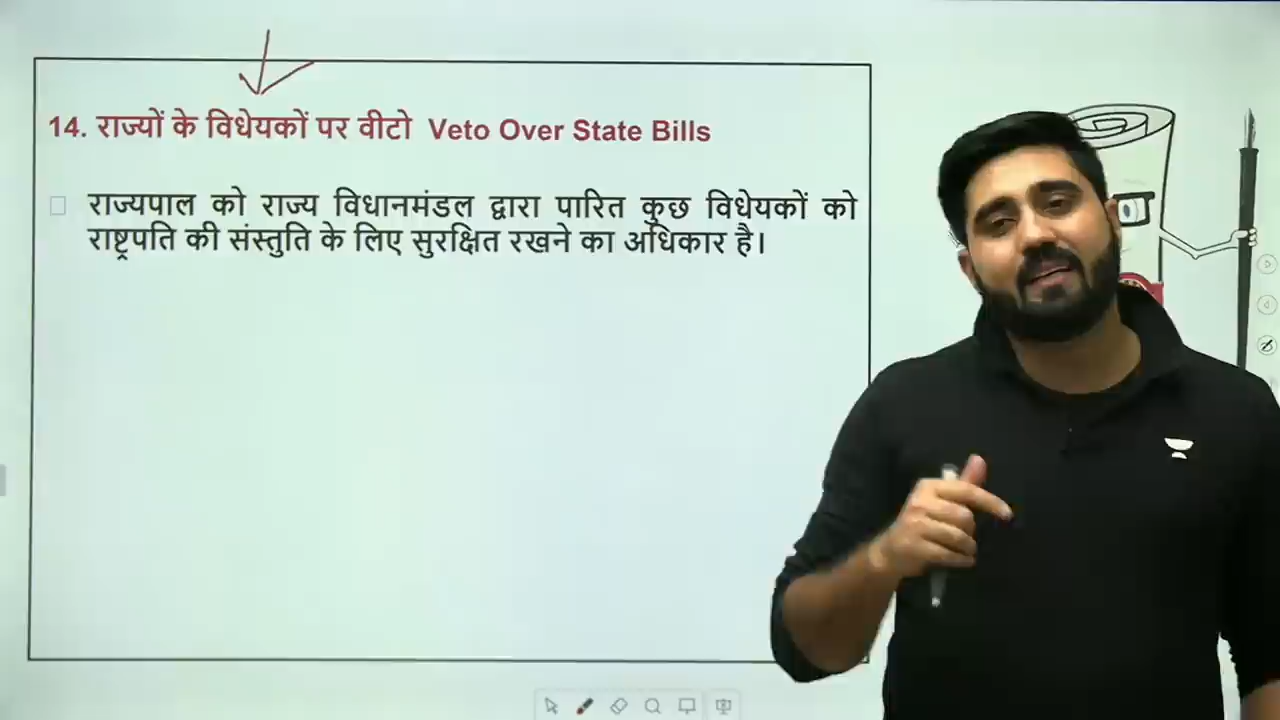 14. राज्यों के विधेयकों पर वीटो Veto Over State Bills
राज्यपाल को राज्य विधानमंडल द्वारा पारित कुछ विधेयकों को
राष्ट्रपति की संस्तुति के लिए सुरक्षित रखने का अधिकार है।